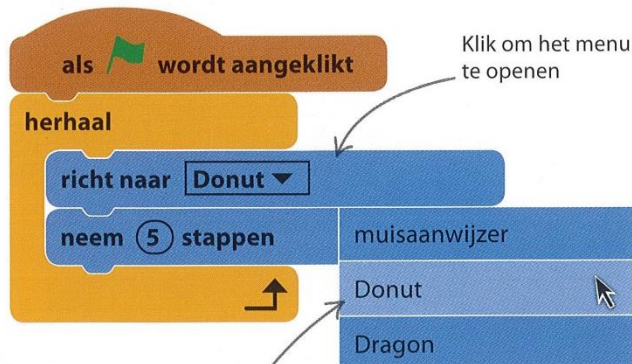 als wordt aangeklikt
Klik om het menu
te openen
herhaal
richt naar Donut
neem 5 stappen
muisaanwijzer
Donut
Dragon